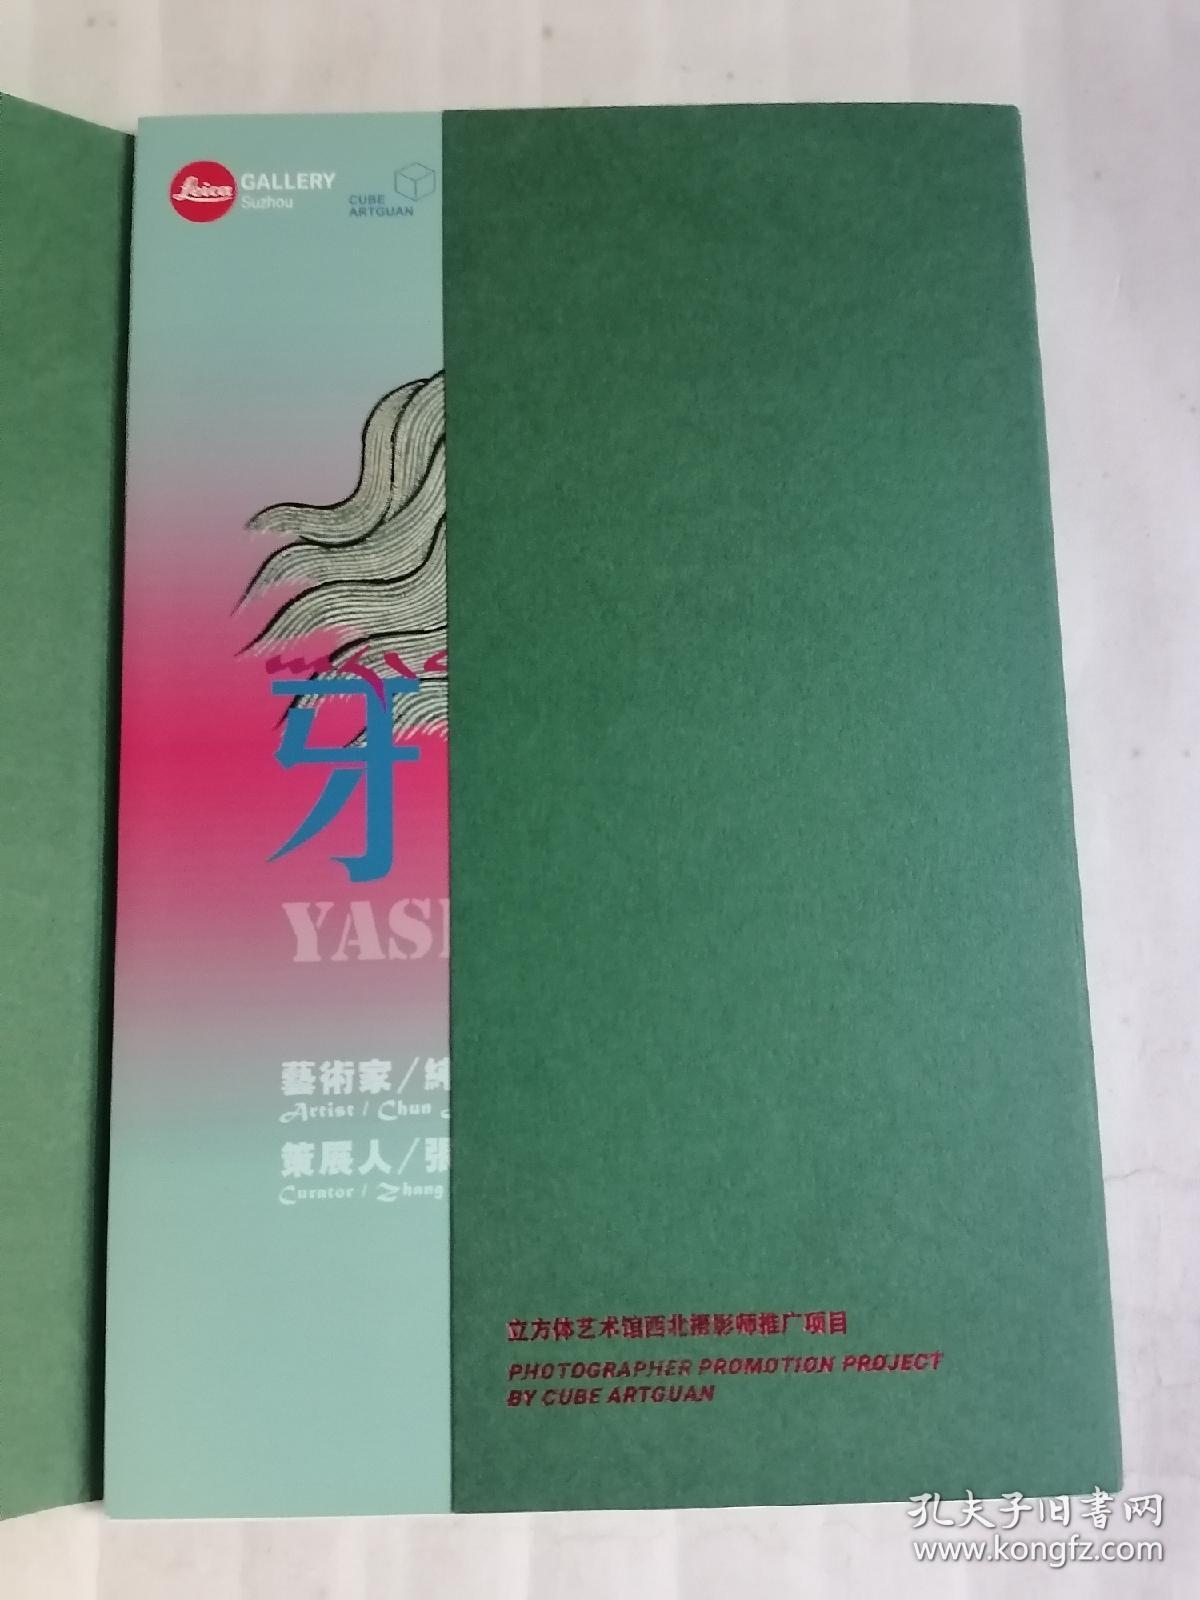 Leica
GALLERY
Suzhou
CUBE
ARTGUAN
牙
YAS
藝術家/純
Artist / Chun
策展人/張
Curator / Zhang
立方体艺术馆西北摄影师推广项目
PHOTOGRAPHER PROMOTION PROJECT
BY CUBE ARTGUAN
孔夫子旧书网
www.kongfz.com